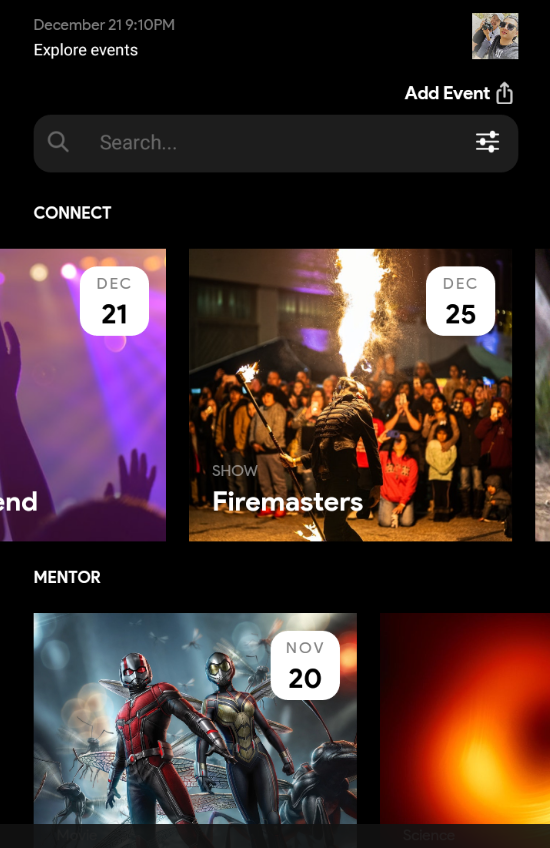 December 21 9:10PM
Explore events
Add Event
Search...
CONNECT
DEC
21
end
DEC
25
SHOW
Firemasters
MENTOR
NOV
20
Movie
Science